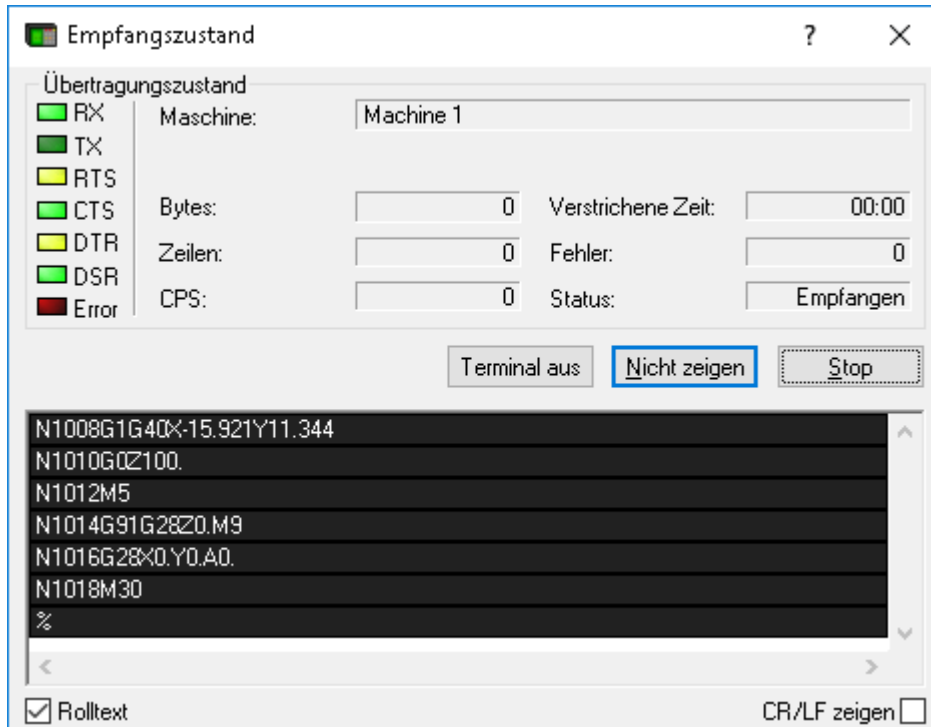 Empfangszustand ?
Übertragungszustand
RX Maschine: Machine 1
TX
RTS
CTS Bytes: 0 Verstrichene Zeit: 00:00
DTR Zeilen: 0 Fehler: 0
DSR
Error CPS: 0 Status: Empfangen
Terminal aus Nicht zeigen Stop
N1008G1G40X-15.921Y11.344
N1010G0Z100.
N1012M5
N1014G91G28Z0.M9
N1016G28X0.Y0.A0.
N1018M30
%
Rolltext CR/LF zeigen